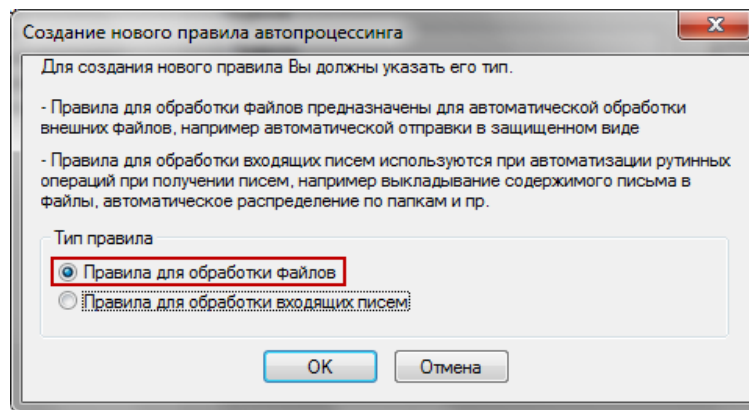 Создание нового правила автопроцессинга
Для создания нового правила Вы должны указать его тип.
- Правила для обработки файлов предназначены для автоматической обработки
внешних файлов, например автоматической отправки в защищенном виде
- Правила для обработки входящих писем используются при автоматизации рутинных
операций при получении писем, например выкладывание содержимого письма в
файлы, автоматическое распределение по папкам и пр.
Тип правила
Правила для обработки файлов
Правила для обработки входящих писем
OK
Отмена